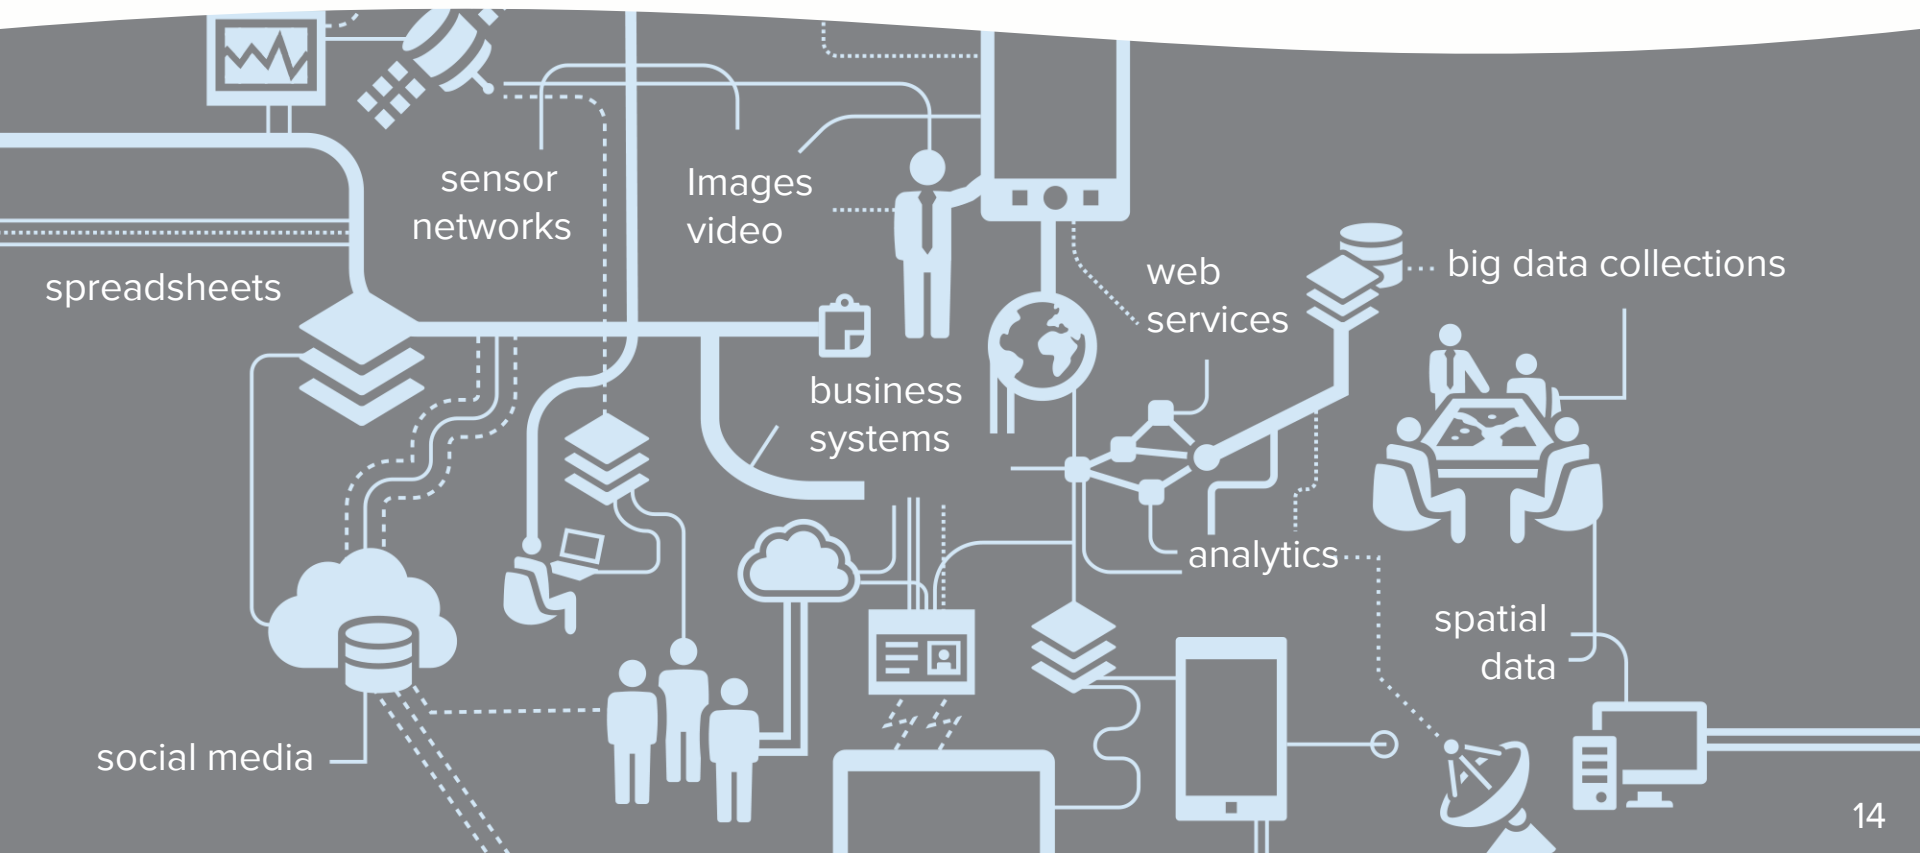 sensor
networks
Images
video
spreadsheets
web
services
big data collections
business
systems
analytics
spatial
data
social media
14